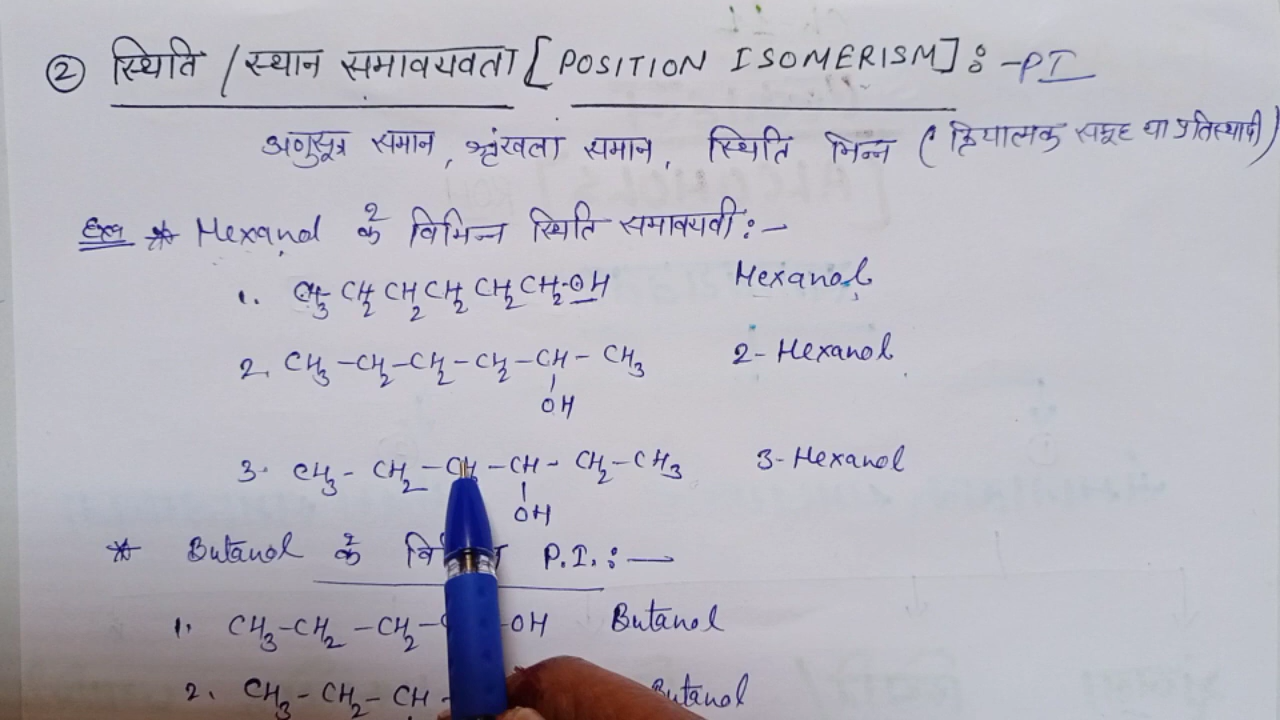 ② स्थिति / स्थान समावयवता [POSITION ISOMERISM] : - PI
अणुसूत्र समान, श्रृंखला समान, स्थिति भिन्न (क्रियात्मक समूह या प्रतिस्थापी)
Exa * Hexanol के विभिन्न स्थिति समावयवी :-
1. CH3 CH2 CH2 CH2 CH2 CH2-OH Hexanol
2. CH3-CH2-CH2-CH2-CH-CH3 2-Hexanol
OH
3. CH3-CH2-CH-CH-CH2-CH3 3-Hexanol
OH
* Butanol के P.I. :-
1. CH3-CH2-CH2- -OH Butanol
2. CH3-CH2-CH- Butanol